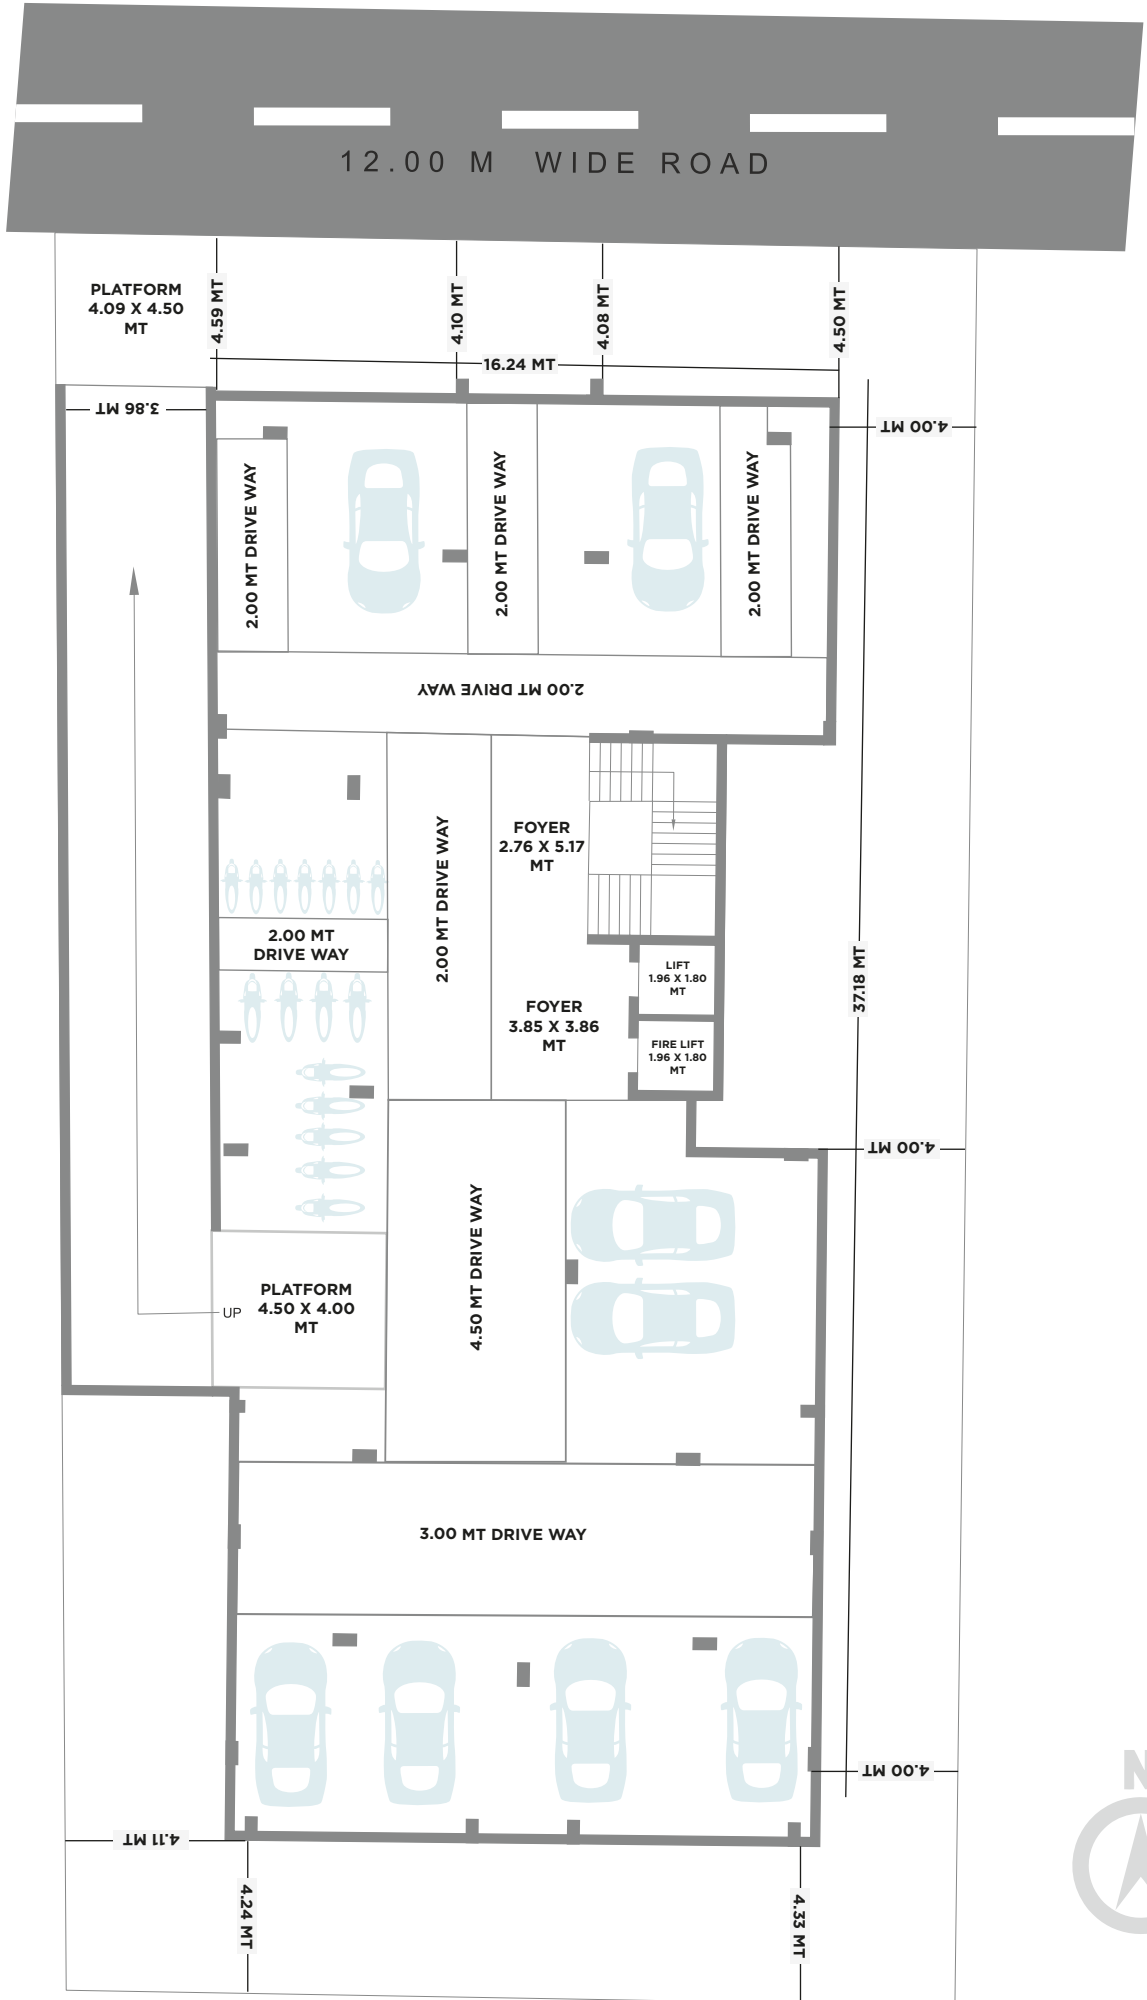 12.00 M WIDE ROAD
PLATFORM
4.09 X 4.50
MT
4.59 MT
4.10 MT
4.08 MT
4.50 MT
16.24 MT
3.86 MT
4.00 MT
2.00 MT DRIVE WAY
2.00 MT DRIVE WAY
2.00 MT DRIVE WAY
2.00 MT DRIVE WAY
FOYER
2.76 X 5.17
MT
2.00 MT DRIVE WAY
2.00 MT
DRIVE WAY
LIFT
1.96 X 1.80
MT
37.18 MT
FOYER
3.85 X 3.86
MT
FIRE LIFT
1.96 X 1.80
MT
4.00 MT
4.50 MT DRIVE WAY
PLATFORM
4.50 X 4.00
MT
UP
3.00 MT DRIVE WAY
4.00 MT
N
4.11 MT
4.24 MT
4.33 MT